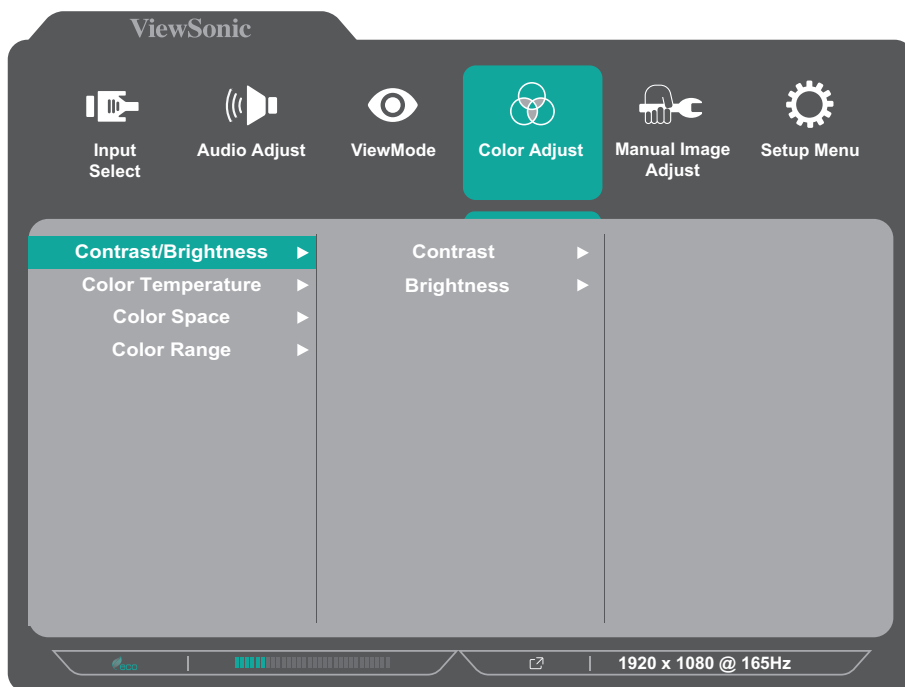 ViewSonic
Input Select
Audio Adjust
ViewMode
Color Adjust
Manual Image Adjust
Setup Menu
Contrast/Brightness
Contrast
Color Temperature
Brightness
Color Space
Color Range
eco
1920 x 1080 @ 165Hz